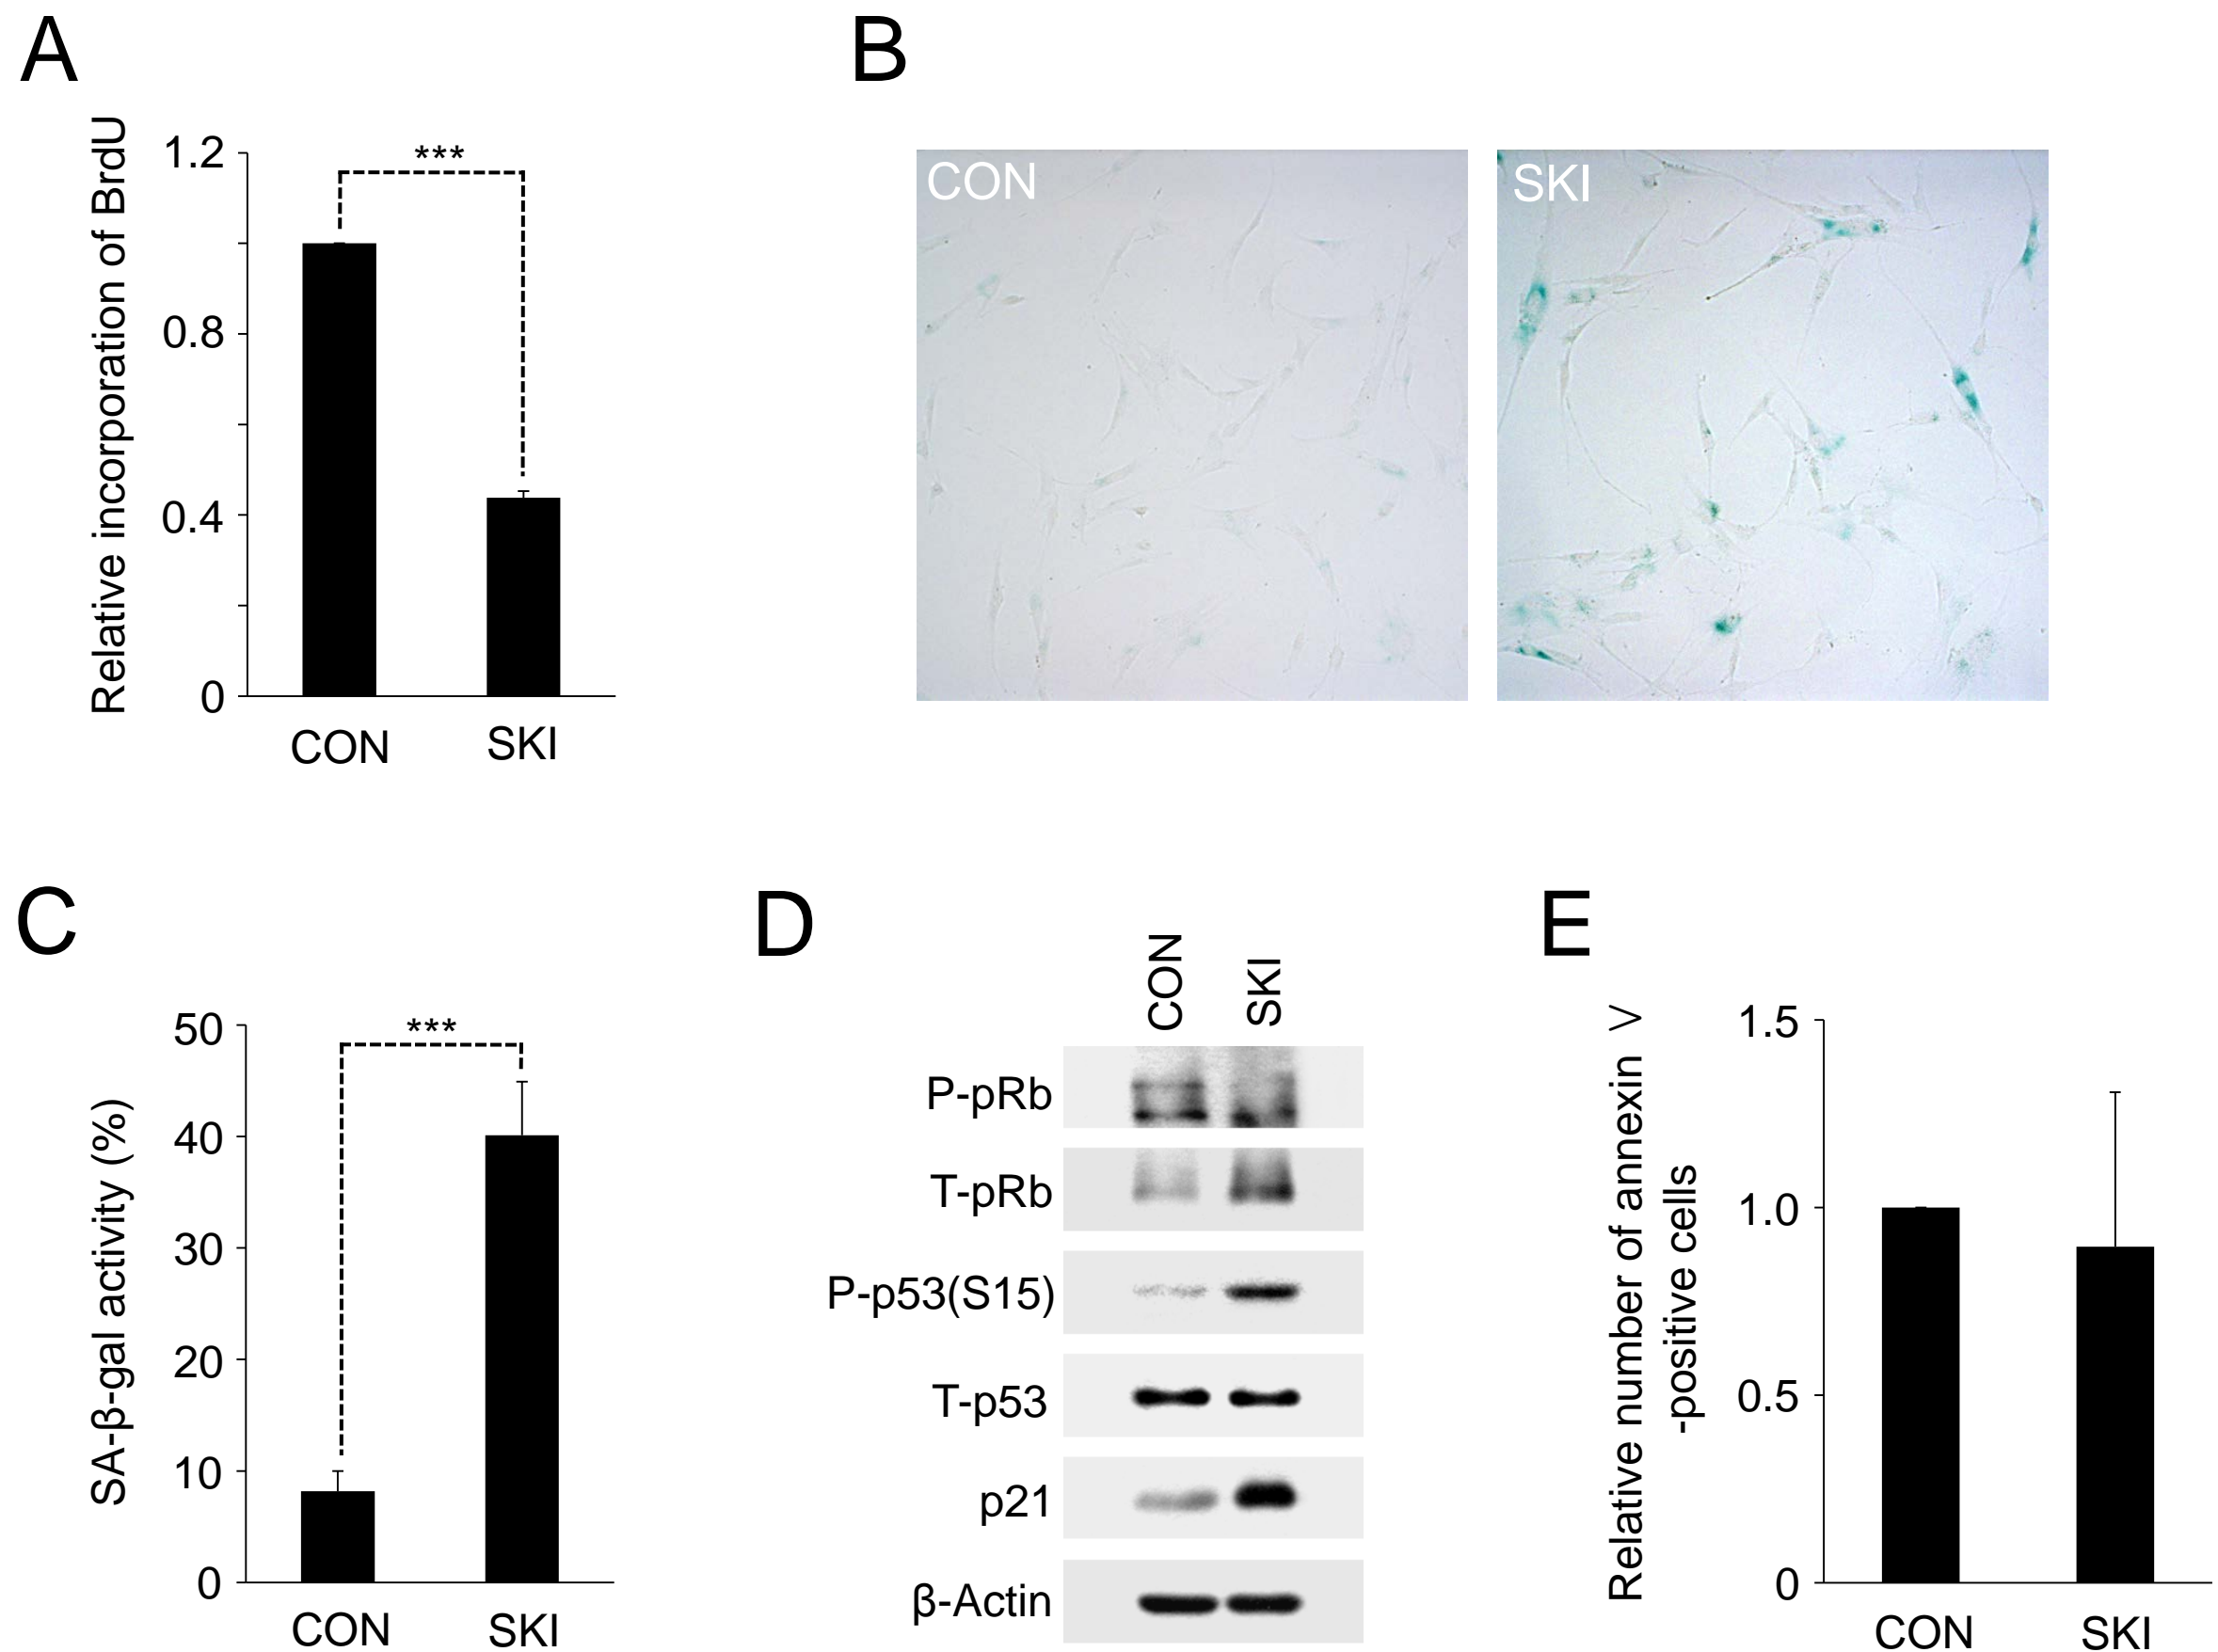 A
Relative incorporation of BrdU
1.2
0.8
0.4
0
***
CON
SKI
B
CON
SKI
C
SA-β-gal activity (%)
50
40
30
20
10
0
***
CON
SKI
D
CON
SKI
P-pRb
T-pRb
P-p53(S15)
T-p53
p21
β-Actin
E
Relative number of annexin V
-positive cells
1.5
1.0
0.5
0
CON
SKI